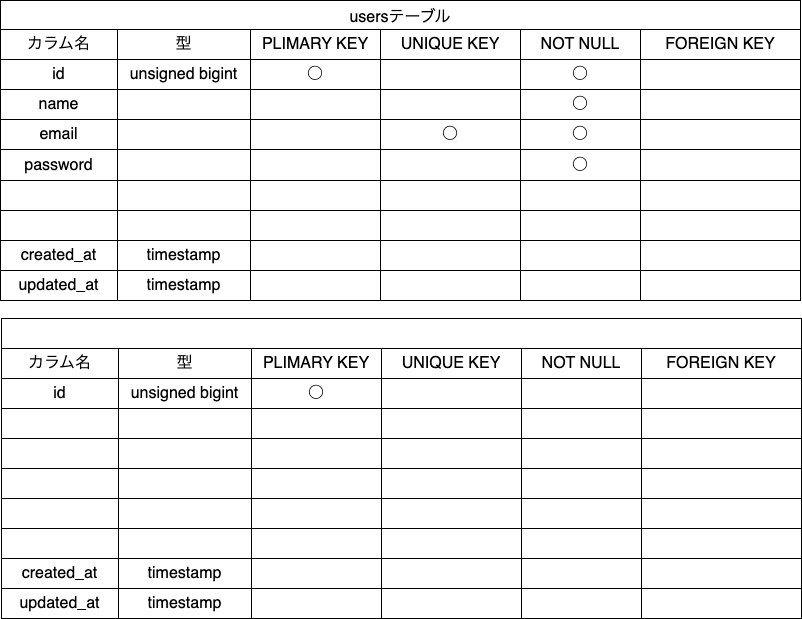 usersテーブル
カラム名 型 PLIMARY KEY UNIQUE KEY NOT NULL FOREIGN KEY
id unsigned bigint ○ ○
name ○
email ○ ○
password ○
created_at timestamp
updated_at timestamp
カラム名 型 PLIMARY KEY UNIQUE KEY NOT NULL FOREIGN KEY
id unsigned bigint ○
created_at timestamp
updated_at timestamp